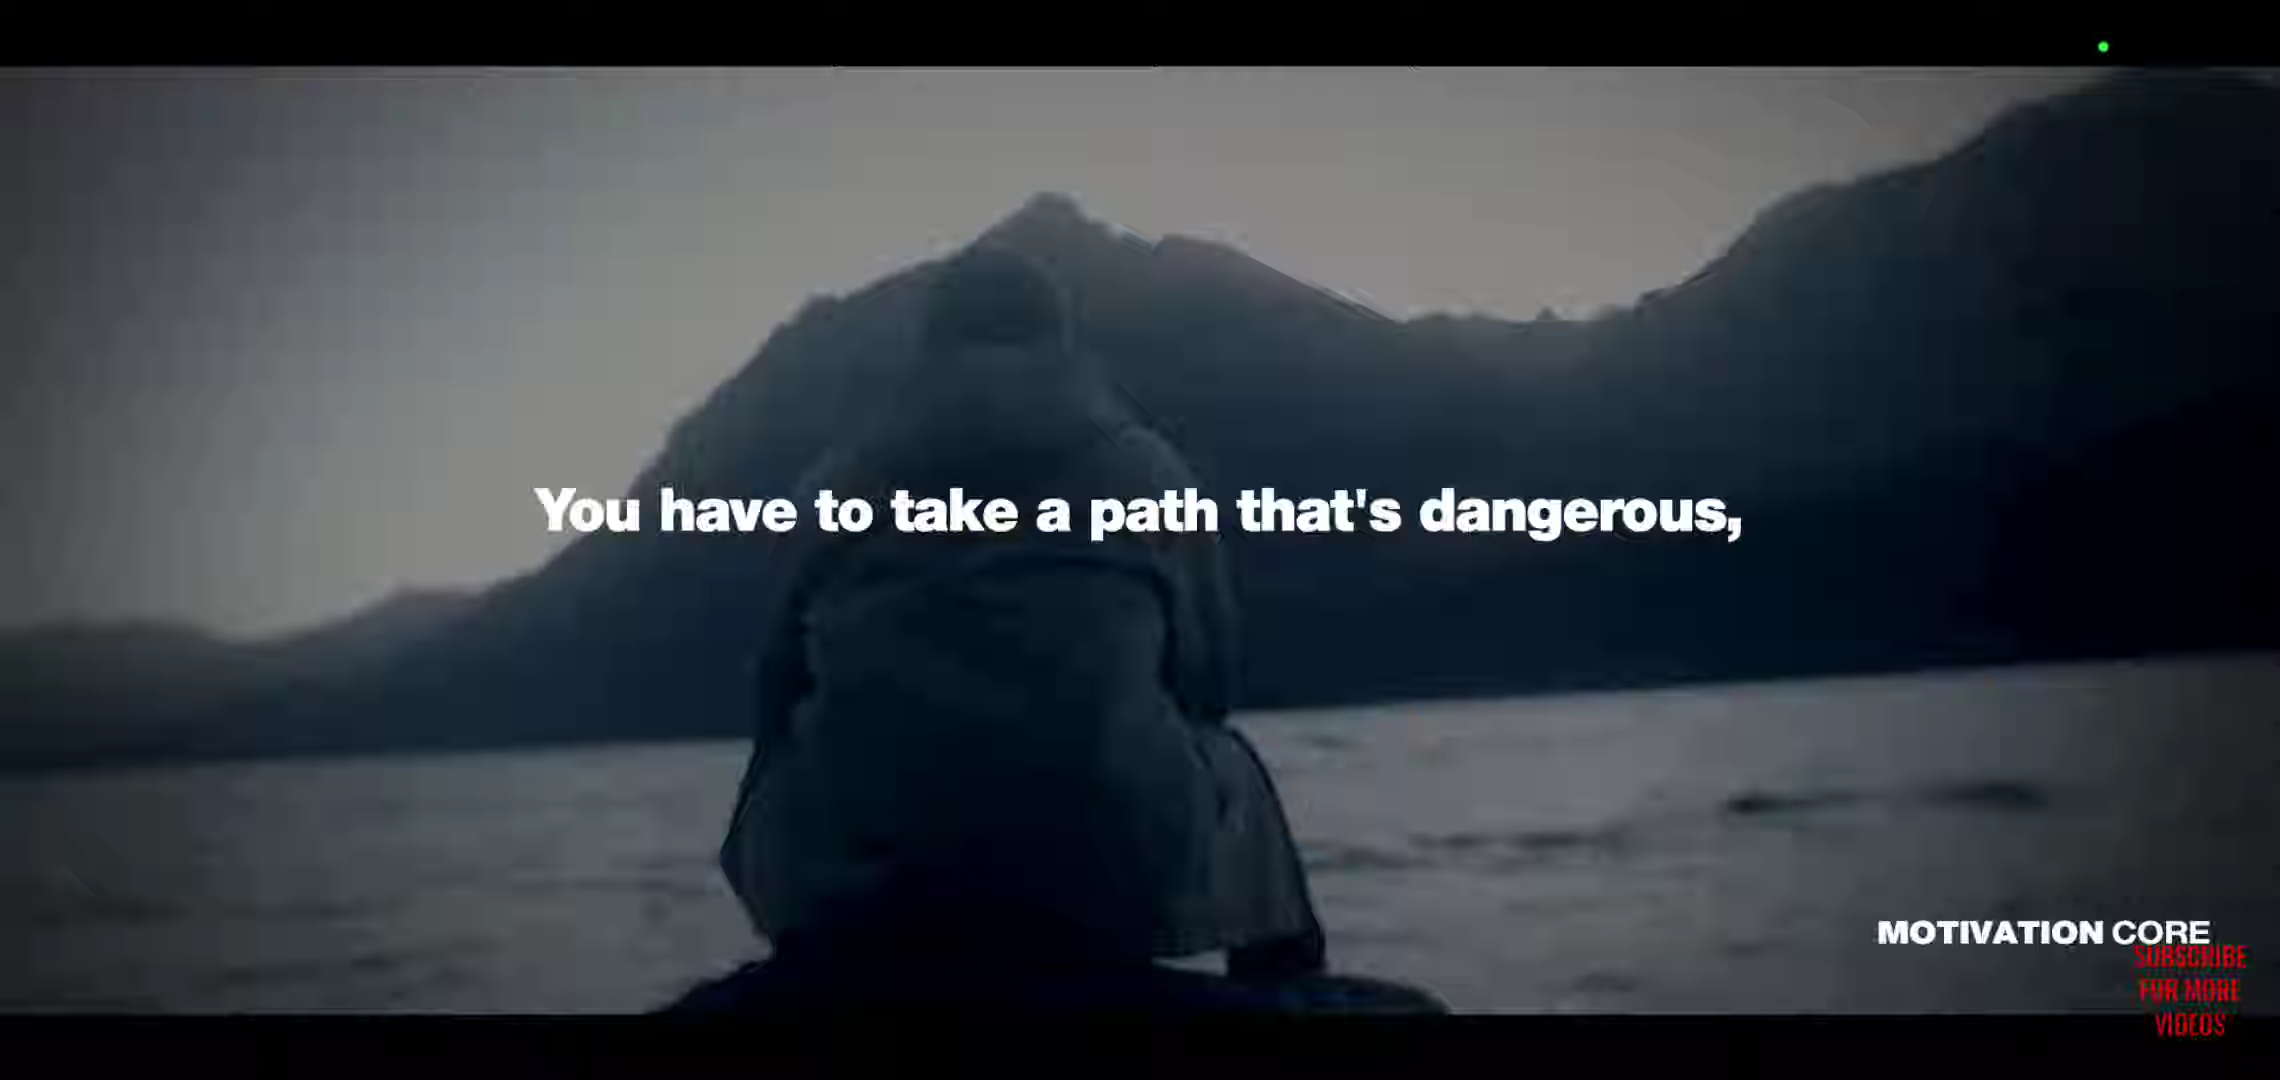 You have to take a path that's dangerous,
MOTIVATION CORE
SUBSCRIBE
FOR MORE
VIDEOS